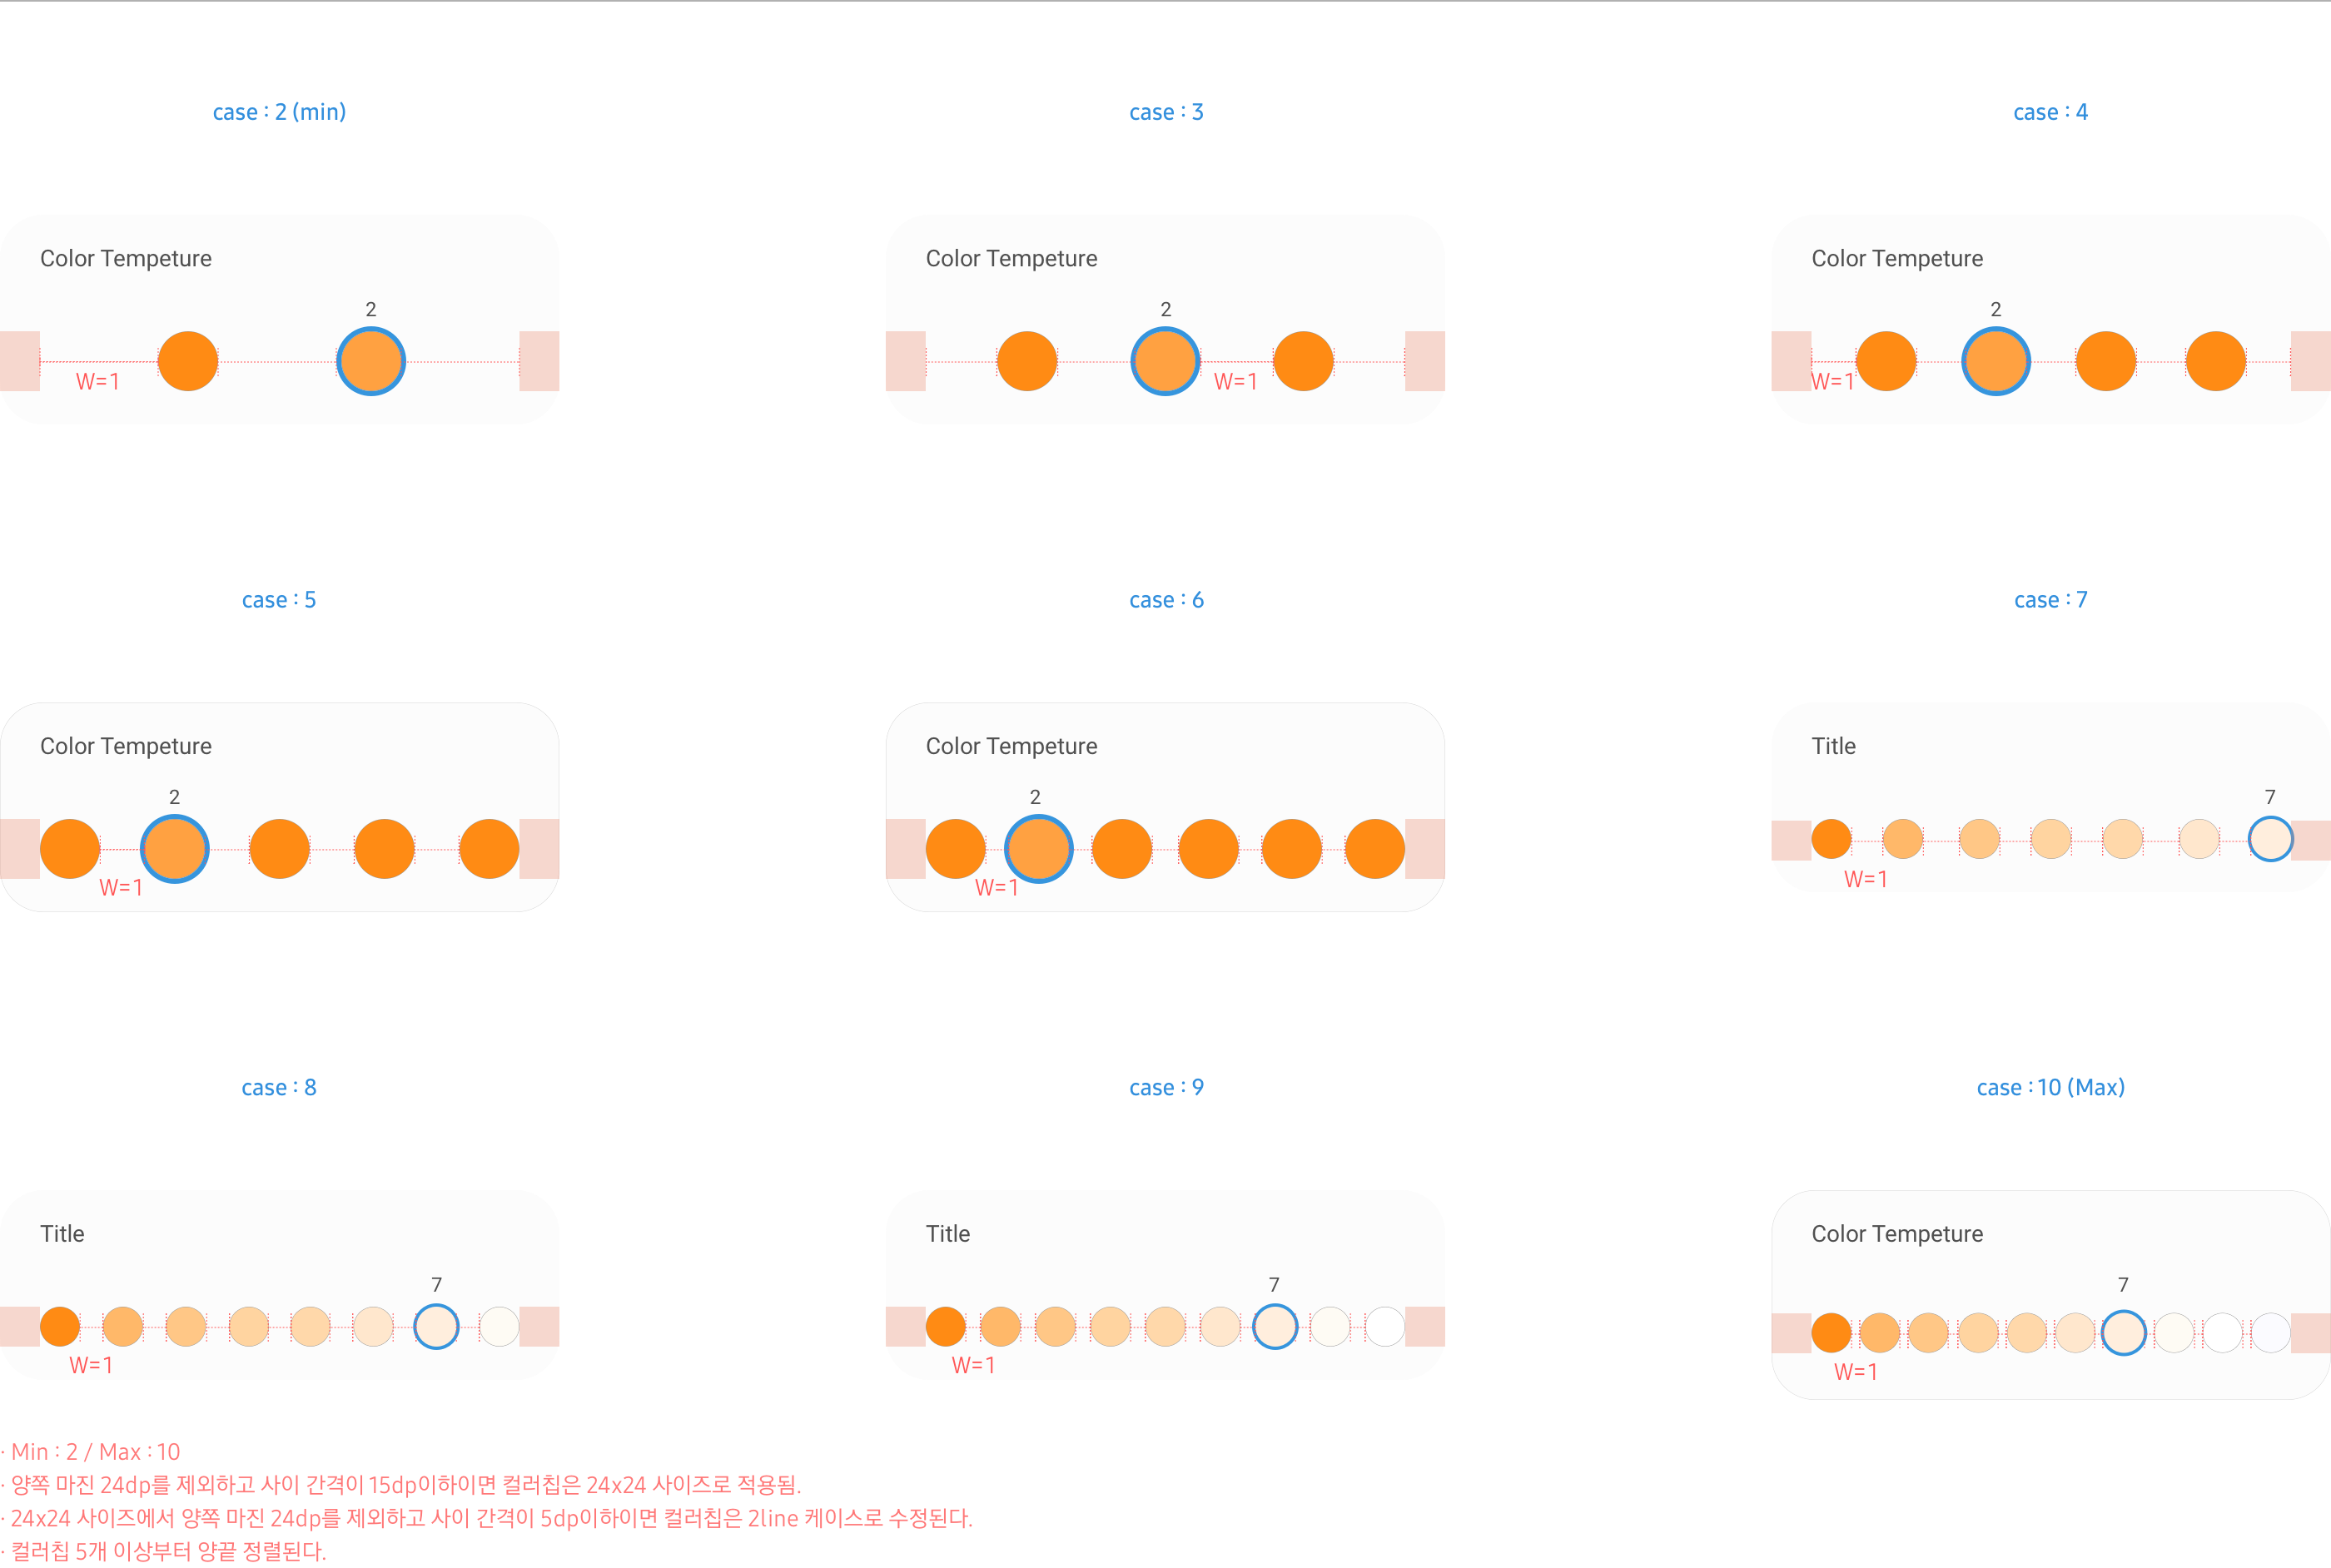 case : 2 (min)
case : 3
case : 4
Color Tempeture
2
W=1
Color Tempeture
2
W=1
Color Tempeture
2
W=1
case : 5
case : 6
case : 7
Color Tempeture
2
W=1
Color Tempeture
2
W=1
Title
7
W=1
case : 8
case : 9
case : 10 (Max)
Title
7
W=1
Title
7
W=1
Color Tempeture
7
W=1
· Min : 2 / Max : 10
· 양쪽 마진 24dp를 제외하고 사이 간격이 15dp이하이면 컬러칩은 24x24 사이즈로 적용됨.
· 24x24 사이즈에서 양쪽 마진 24dp를 제외하고 사이 간격이 5dp이하이면 컬러칩은 2line 케이스로 수정된다.
· 컬러칩 5개 이상부터 양끝 정렬된다.